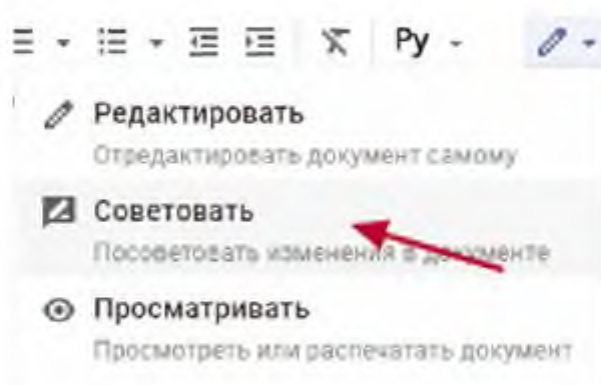 Ру
Редактировать
Отредактировать документ самому
Советовать
Посоветовать изменения в документе
Просматривать
Просмотреть или распечатать документ